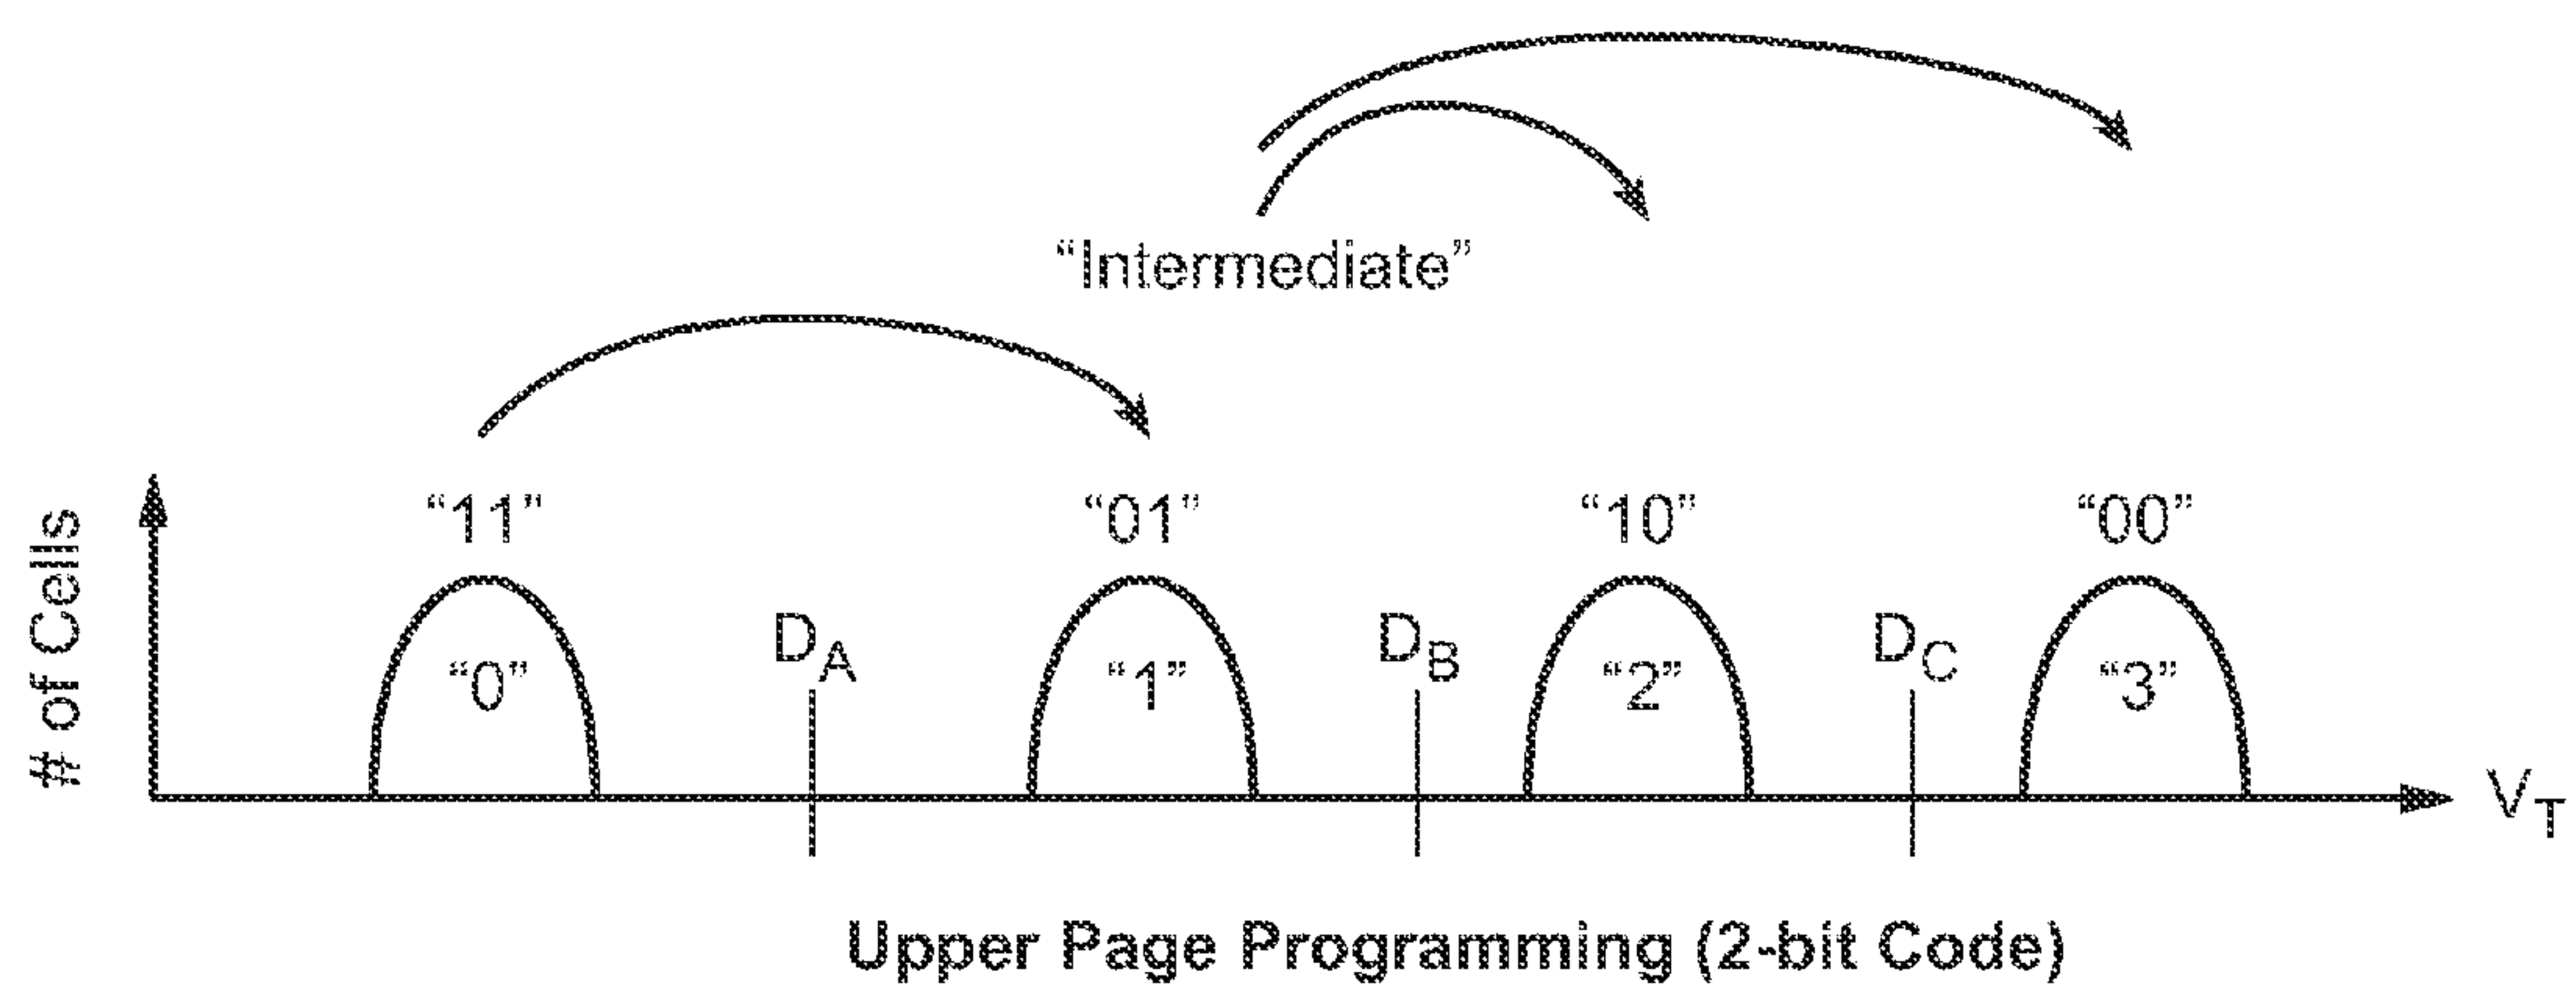 “Intermediate”
“11” “01” “10” “00”
# of Cells
“0” DA “1” DB “2” DC “3”
VT
Upper Page Programming (2-bit Code)